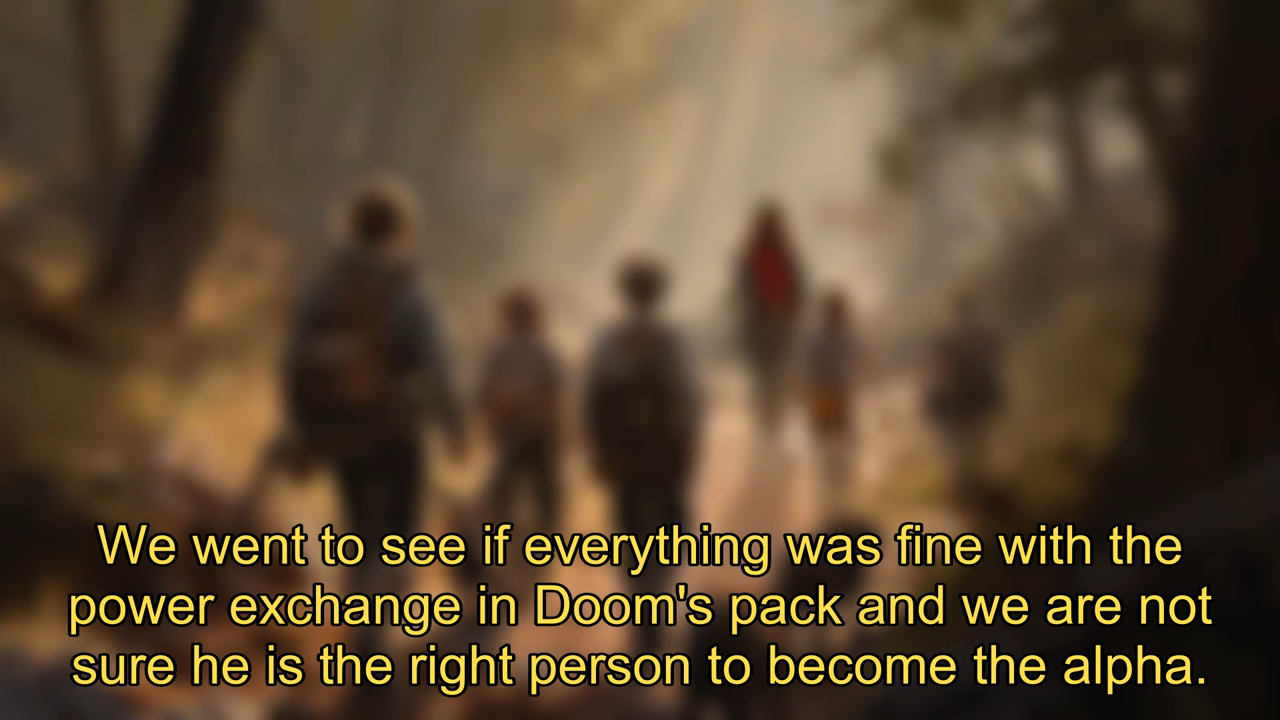 We went to see if everything was fine with the
power exchange in Doom's pack and we are not
sure he is the right person to become the alpha.